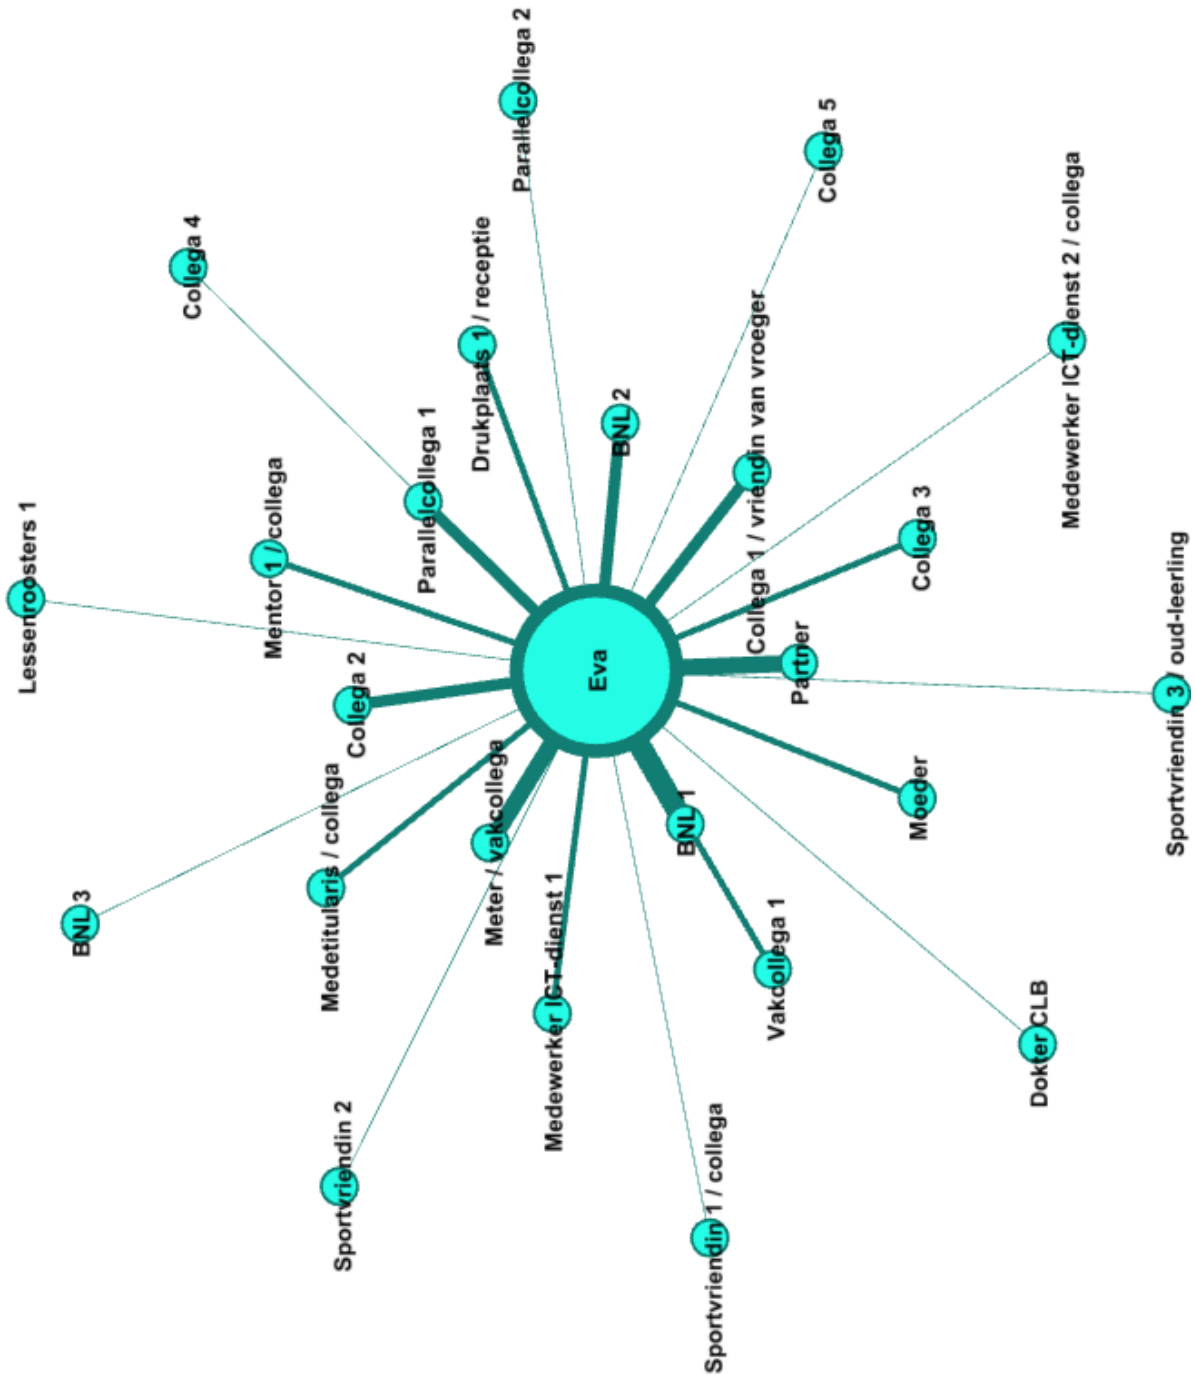 Lessenroosters 1
Collega 4
Parallelcollega 2
Collega 5
Mentor 1 / collega
Parallelcollega 1
Drukplaats 1 / receptie
BNL 2
Collega 1 / vriendin van vroeger
Medewerker ICT-dienst 2 / collega
Collega 3
BNL 3
Medetitularis / collega
Collega 2
Meter / vakcollega
Eva
Partner
Sportvriendin 3 / oud-leerling
BNL 1
Moeder
Medewerker ICT-dienst 1
Vakcollega 1
Sportvriendin 2
Sportvriendin 1 / collega
Dokter CLB